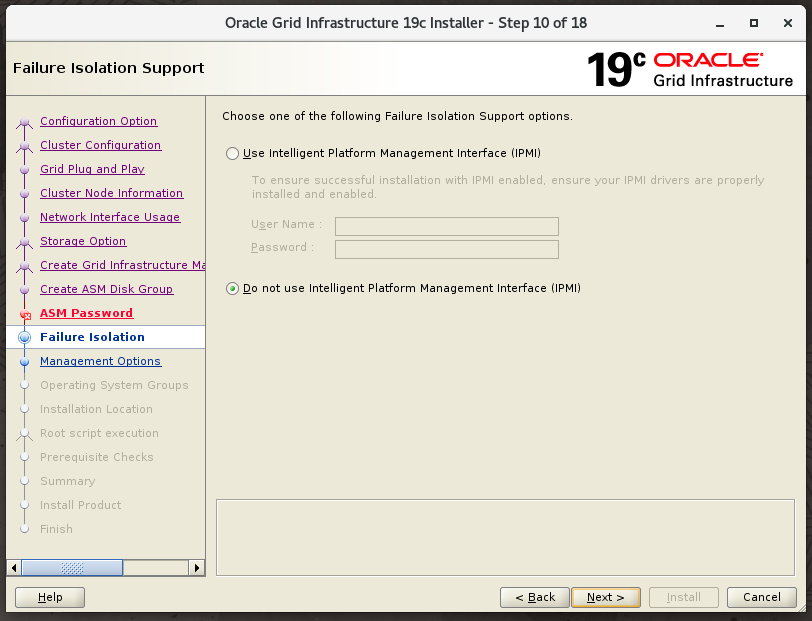 Oracle Grid Infrastructure 19c Installer - Step 10 of 18
Failure Isolation Support
19c ORACLE
Grid Infrastructure
Configuration Option
Cluster Configuration
Grid Plug and Play
Cluster Node Information
Network Interface Usage
Storage Option
Create Grid Infrastructure Ma
Create ASM Disk Group
ASM Password
Failure Isolation
Management Options
Operating System Groups
Installation Location
Root script execution
Prerequisite Checks
Summary
Install Product
Finish
Choose one of the following Failure Isolation Support options.
Use Intelligent Platform Management Interface (IPMI)
To ensure successful installation with IPMI enabled, ensure your IPMI drivers are properly
installed and enabled.
User Name :
Password :
Do not use Intelligent Platform Management Interface (IPMI)
Help
< Back
Next >
Install
Cancel